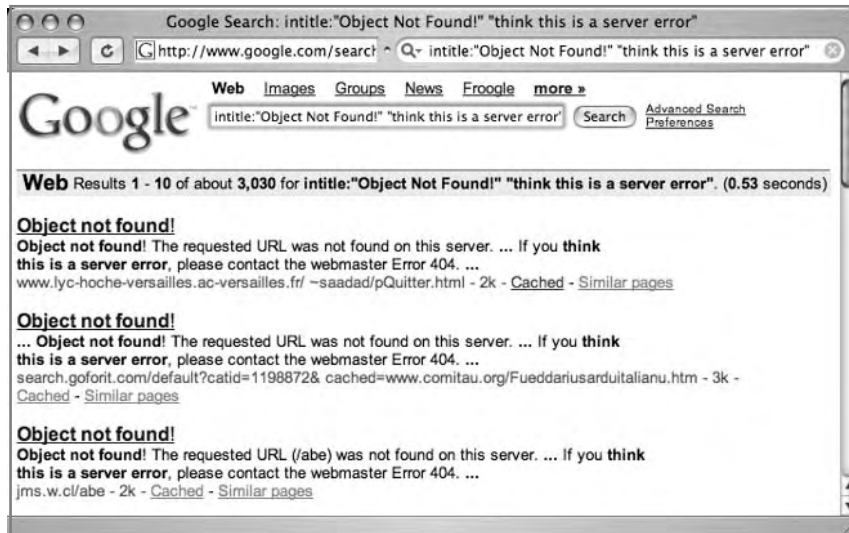 Google Search: intitle:"Object Not Found!" "think this is a server error"
G http://www.google.com/search Q intitle:"Object Not Found!" "think this is a server error"
Web Images Groups News Froogle more »
Google™
intitle:"Object Not Found!" "think this is a server error" Search Advanced Search
Preferences
Web Results 1 - 10 of about 3,030 for intitle:"Object Not Found!" "think this is a server error". (0.53 seconds)
Object not found!
Object not found! The requested URL was not found on this server. ... If you think
this is a server error, please contact the webmaster Error 404. ...
www.lyc-hoche-versailles.ac-versailles.fr/ ~saadad/pQuitter.html - 2k - Cached - Similar pages
Object not found!
... Object not found! The requested URL was not found on this server. ... If you think
this is a server error, please contact the webmaster Error 404. ...
search.goforit.com/default?catid=1198872& cached=www.comitau.org/Fueddariusarduitalianu.htm - 3k -
Cached - Similar pages
Object not found!
Object not found! The requested URL (/abe) was not found on this server. ... If you think
this is a server error, please contact the webmaster Error 404. ...
jms.w.cl/abe - 2k - Cached - Similar pages